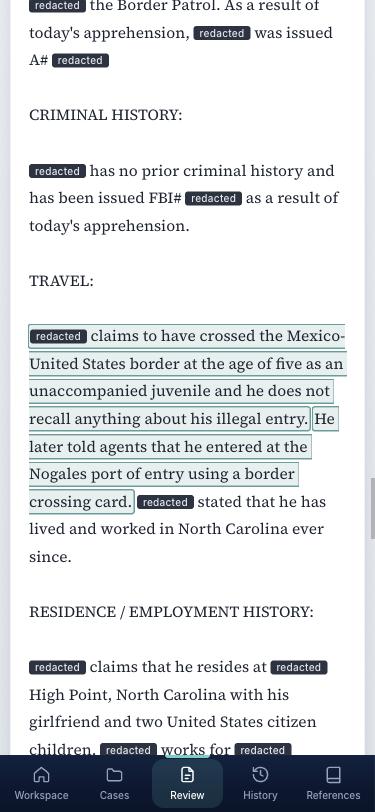 redacted the Border Patrol. As a result of
today's apprehension, redacted was issued
A# redacted
CRIMINAL HISTORY:
redacted has no prior criminal history and
has been issued FBI# redacted as a result of
today's apprehension.
TRAVEL:
redacted claims to have crossed the Mexico-
United States border at the age of five as an
unaccompanied juvenile and he does not
recall anything about his illegal entry. He
later told agents that he entered at the
Nogales port of entry using a border
crossing card. redacted stated that he has
lived and worked in North Carolina ever
since.
RESIDENCE / EMPLOYMENT HISTORY:
redacted claims that he resides at redacted
High Point, North Carolina with his
girlfriend and two United States citizen
children. redacted works for redacted
Workspace Cases Review History References